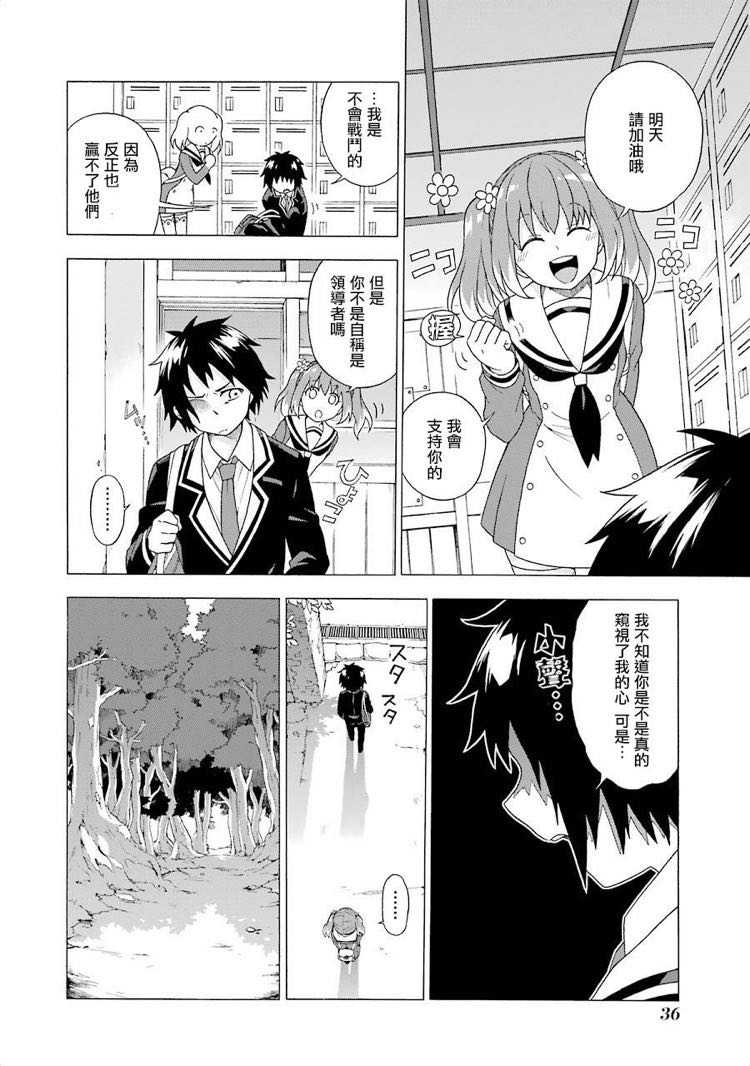 明天
請加油哦
ニコ
ニコ
握
我會
支持你的
…我是
不會戰鬥的
因為
反正也
贏不了他們
但是
你不是自稱是
領導者嗎
ひょこ
……
我不知道你是不是真的
窺視了我的心 可是…
小聲…
スタ
スタ
……
36